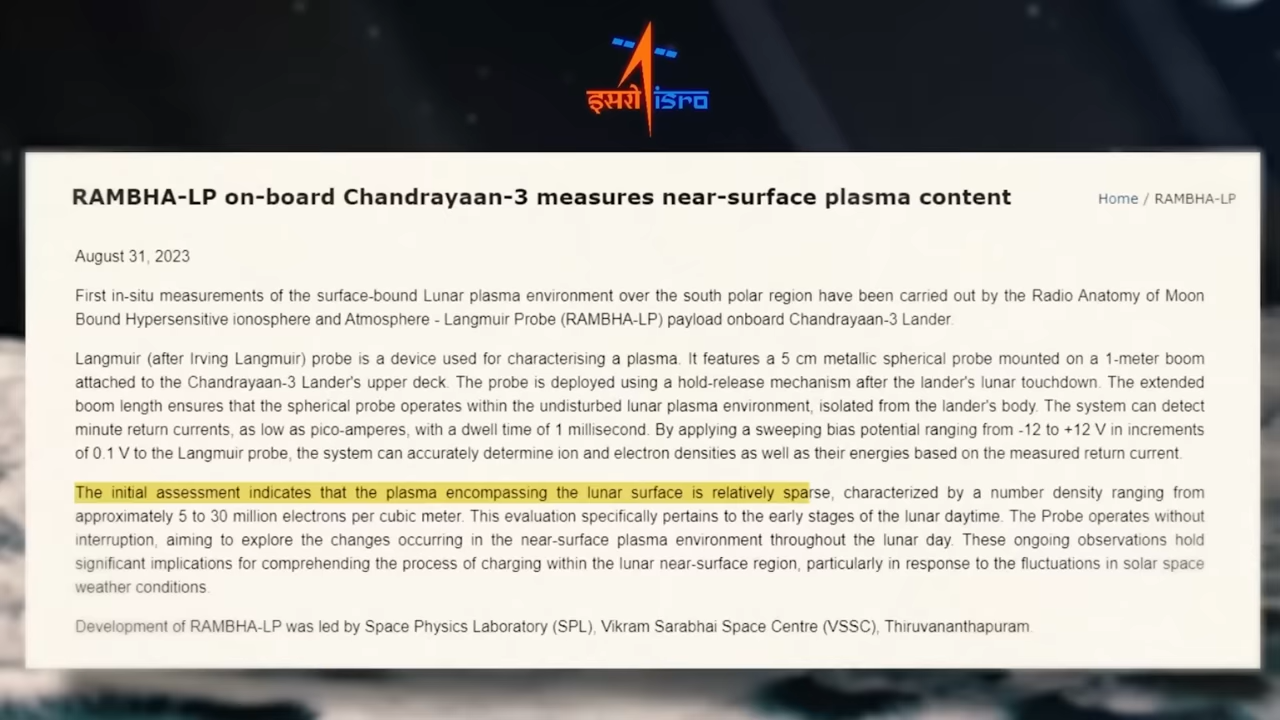 इसरो isro
RAMBHA-LP on-board Chandrayaan-3 measures near-surface plasma content
Home / RAMBHA-LP
August 31, 2023
First in-situ measurements of the surface-bound Lunar plasma environment over the south polar region have been carried out by the Radio Anatomy of Moon
Bound Hypersensitive ionosphere and Atmosphere - Langmuir Probe (RAMBHA-LP) payload onboard Chandrayaan-3 Lander.
Langmuir (after Irving Langmuir) probe is a device used for characterising a plasma. It features a 5 cm metallic spherical probe mounted on a 1-meter boom
attached to the Chandrayaan-3 Lander's upper deck. The probe is deployed using a hold-release mechanism after the lander's lunar touchdown. The extended
boom length ensures that the spherical probe operates within the undisturbed lunar plasma environment, isolated from the lander's body. The system can detect
minute return currents, as low as pico-amperes, with a dwell time of 1 millisecond. By applying a sweeping bias potential ranging from -12 to +12 V in increments
of 0.1 V to the Langmuir probe, the system can accurately determine ion and electron densities as well as their energies based on the measured return current.
The initial assessment indicates that the plasma encompassing the lunar surface is relatively sparse, characterized by a number density ranging from
approximately 5 to 30 million electrons per cubic meter. This evaluation specifically pertains to the early stages of the lunar daytime. The Probe operates without
interruption, aiming to explore the changes occurring in the near-surface plasma environment throughout the lunar day. These ongoing observations hold
significant implications for comprehending the process of charging within the lunar near-surface region, particularly in response to the fluctuations in solar space
weather conditions.
Development of RAMBHA-LP was led by Space Physics Laboratory (SPL), Vikram Sarabhai Space Centre (VSSC), Thiruvananthapuram.